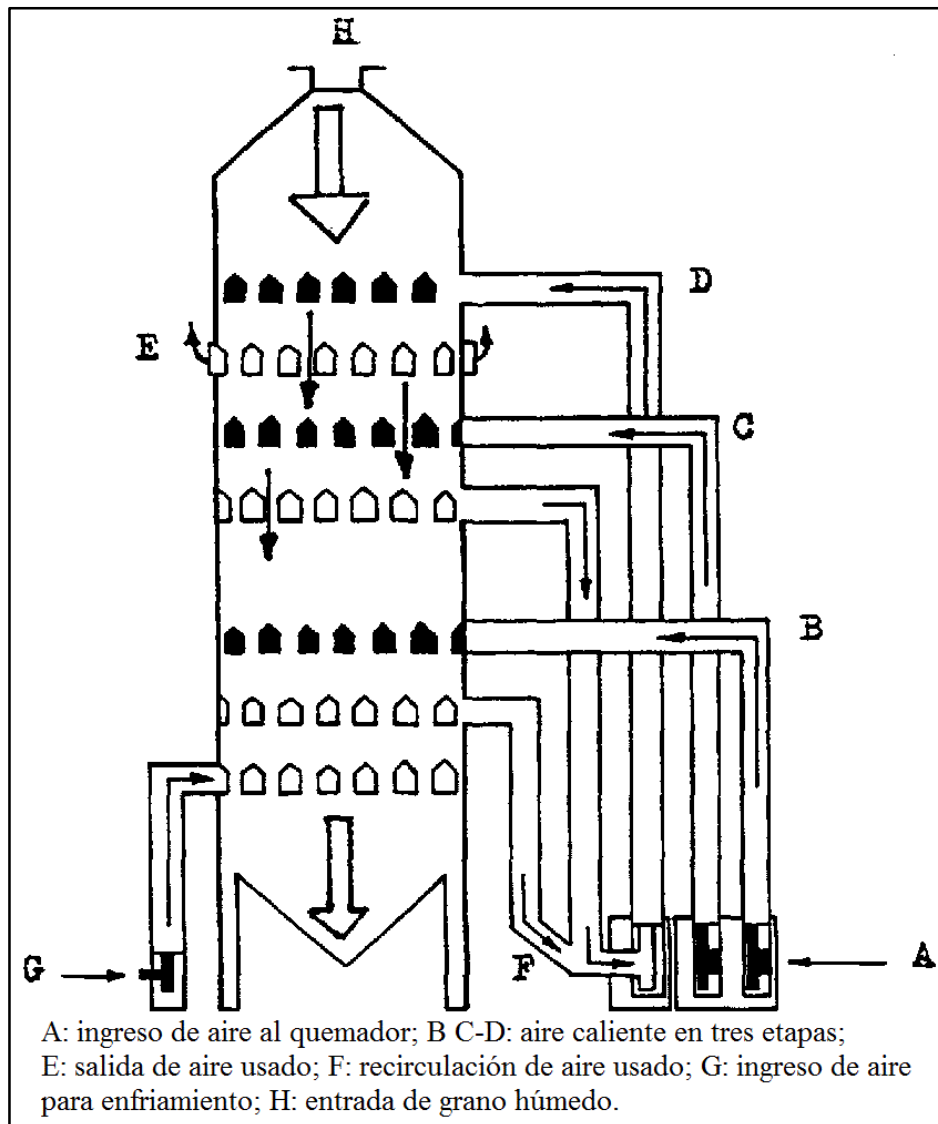 H
D
E
C
B
G
F
A
A: ingreso de aire al quemador; B C-D: aire caliente en tres etapas;
E: salida de aire usado; F: recirculación de aire usado; G: ingreso de aire
para enfriamiento; H: entrada de grano húmedo.